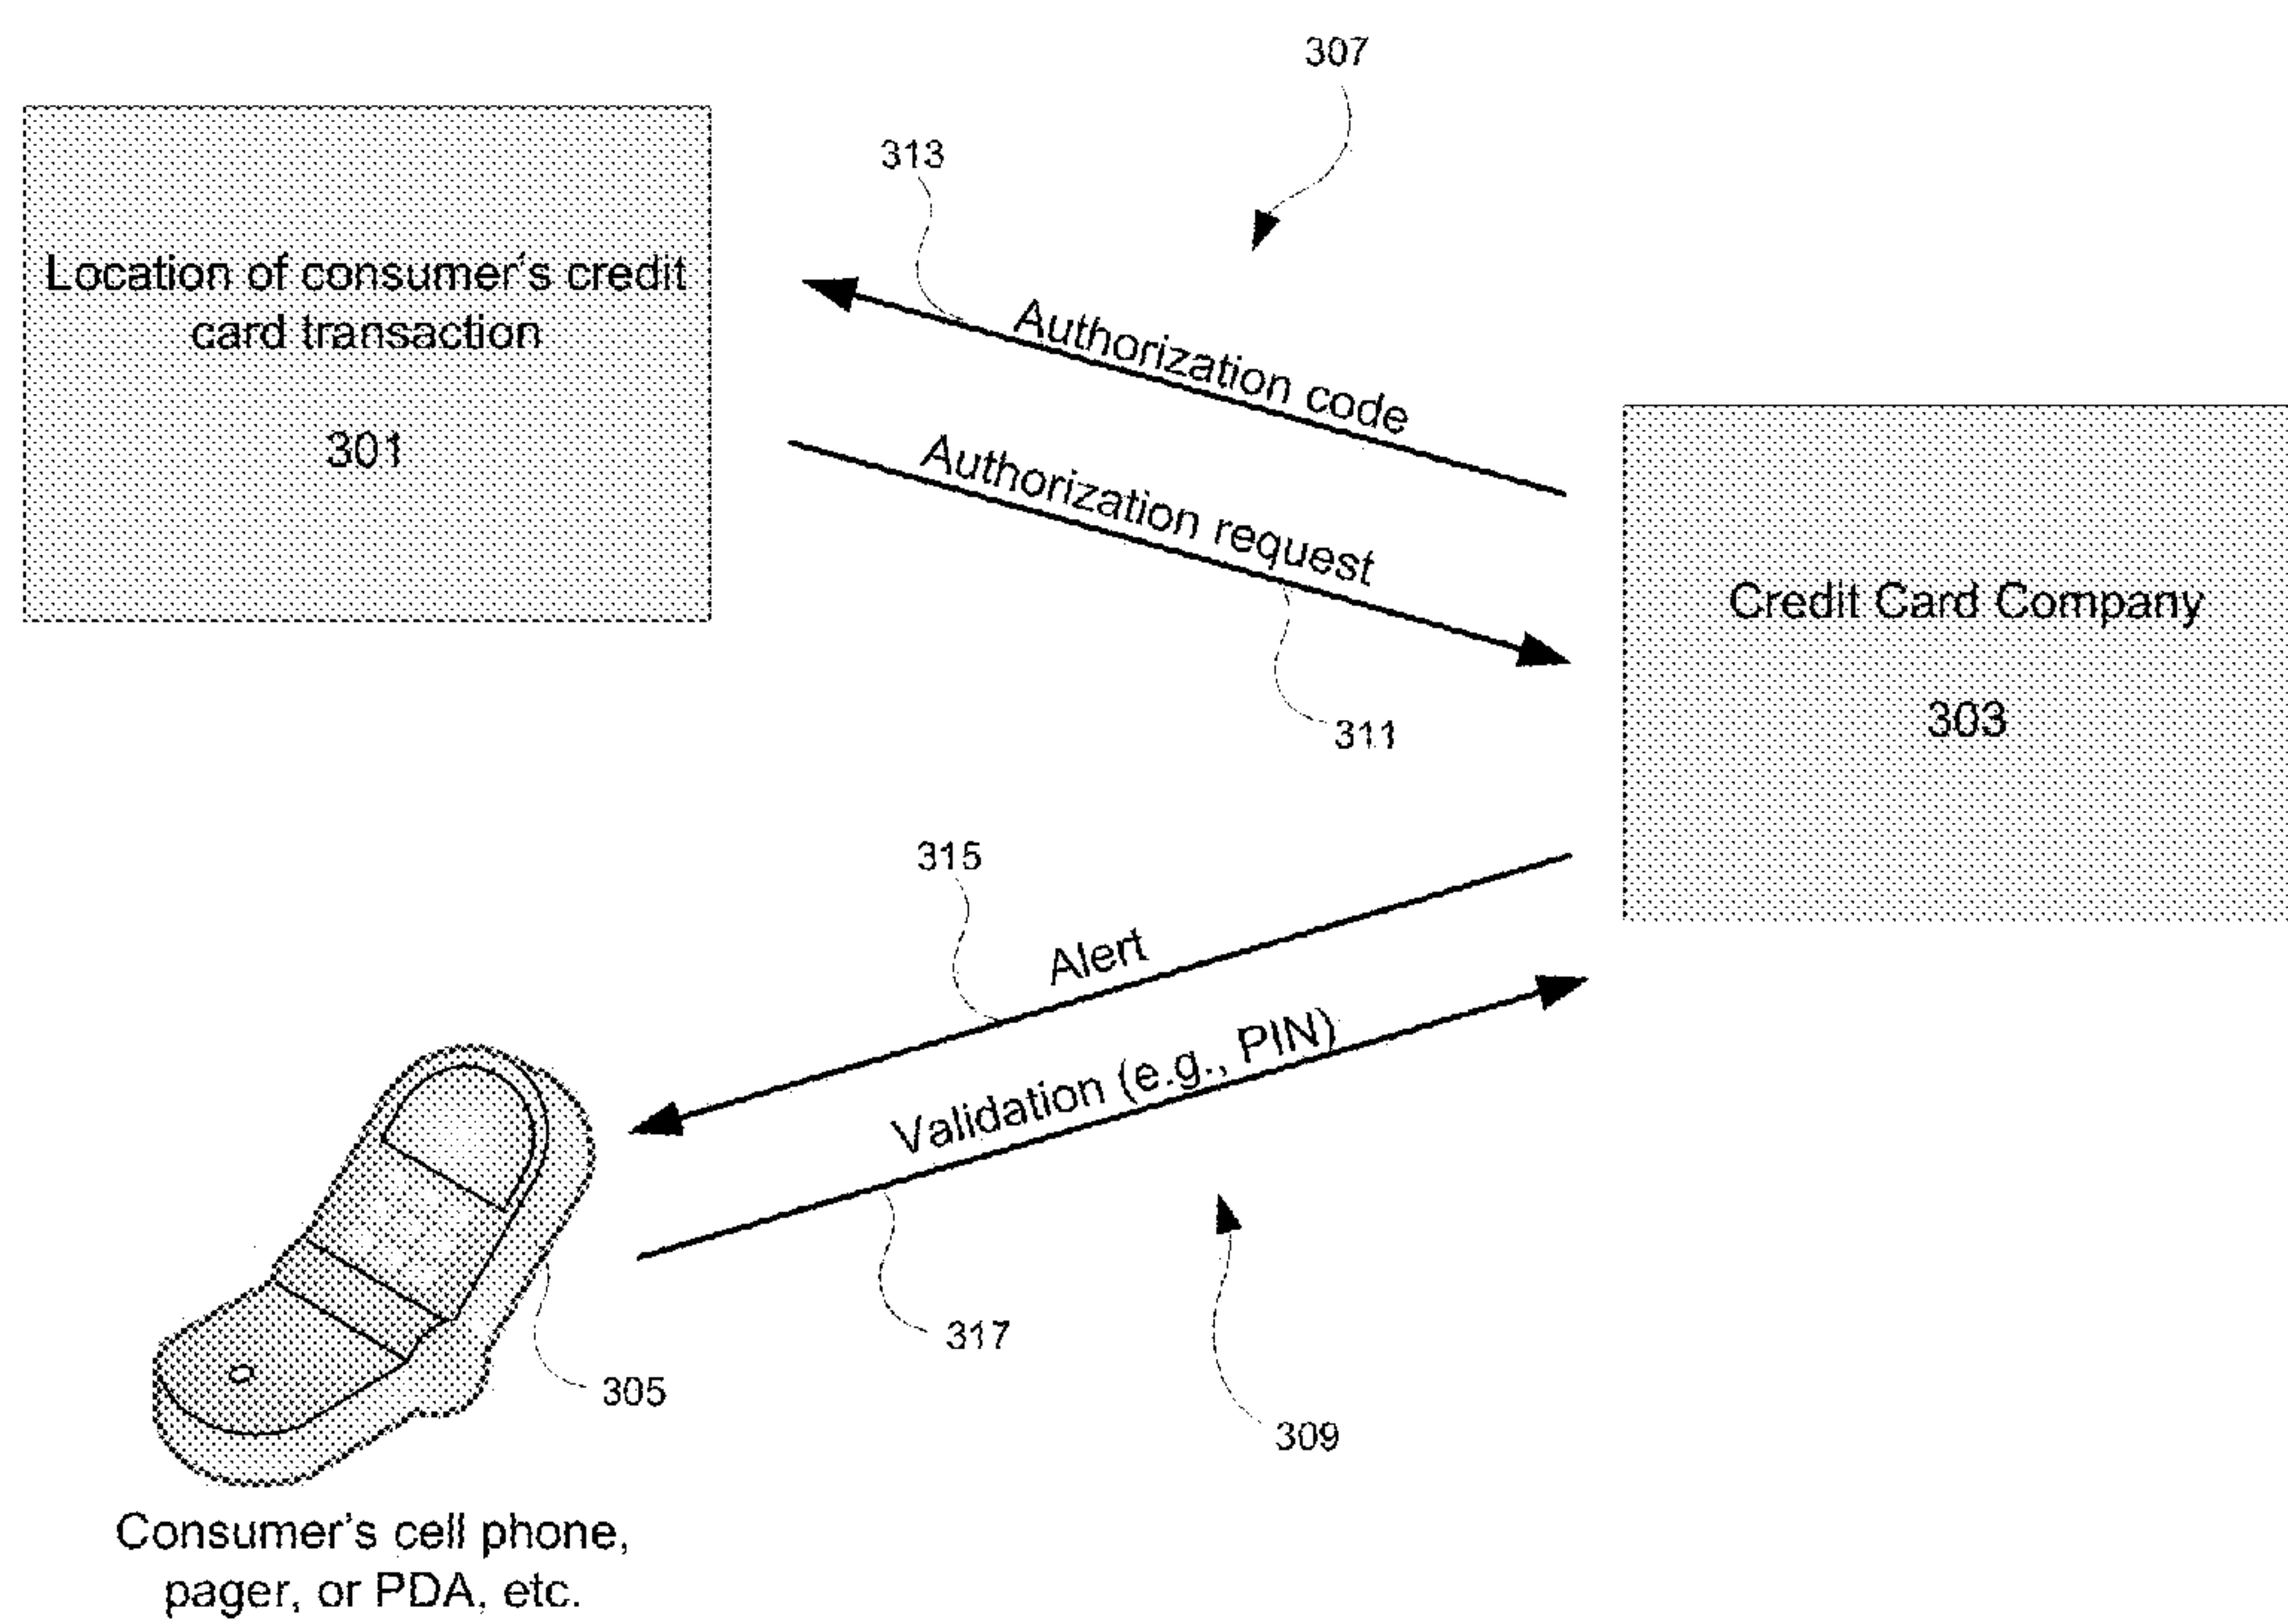 307
313
Location of consumer's credit
card transaction
301
Authorization code
Authorization request
311
Credit Card Company
303
315
Alert
Validation (e.g., PIN)
317
305
309
Consumer's cell phone,
pager, or PDA, etc.